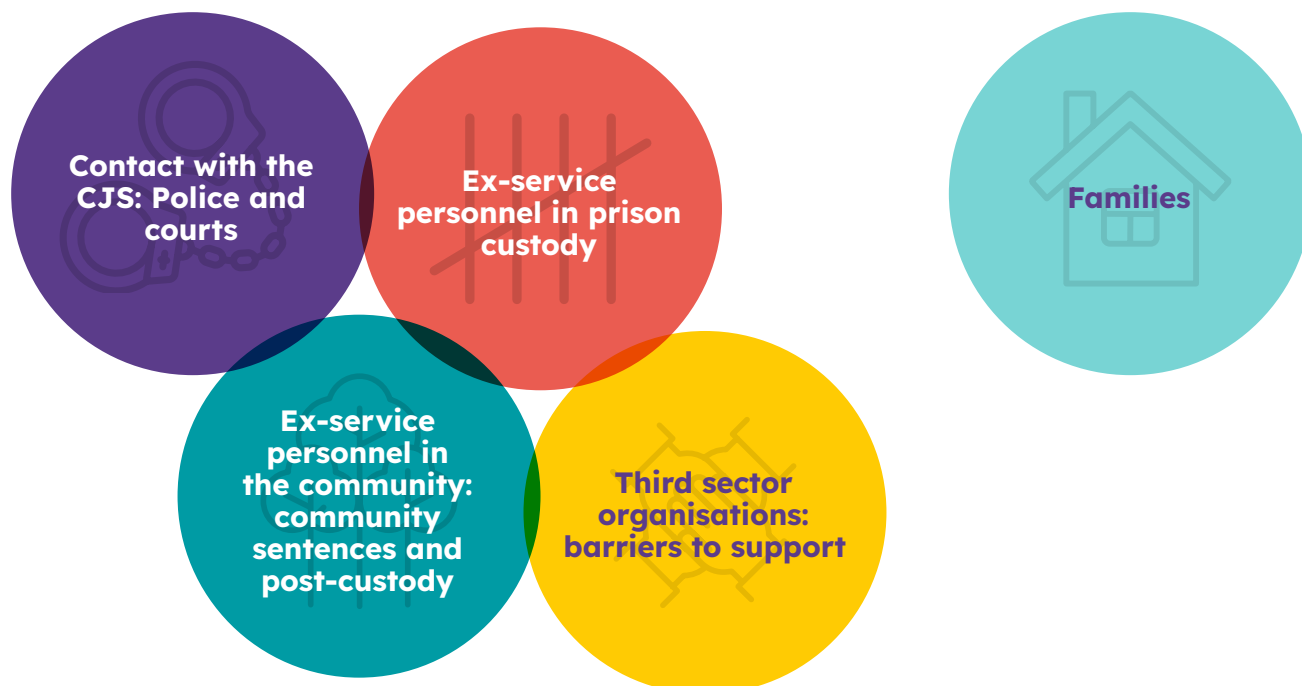 Contact with the
CJS: Police and
courts
Ex-service
personnel in prison
custody
Families
Ex-service
personnel in
the community:
community
sentences and
post-custody
Third sector
organisations:
barriers to support